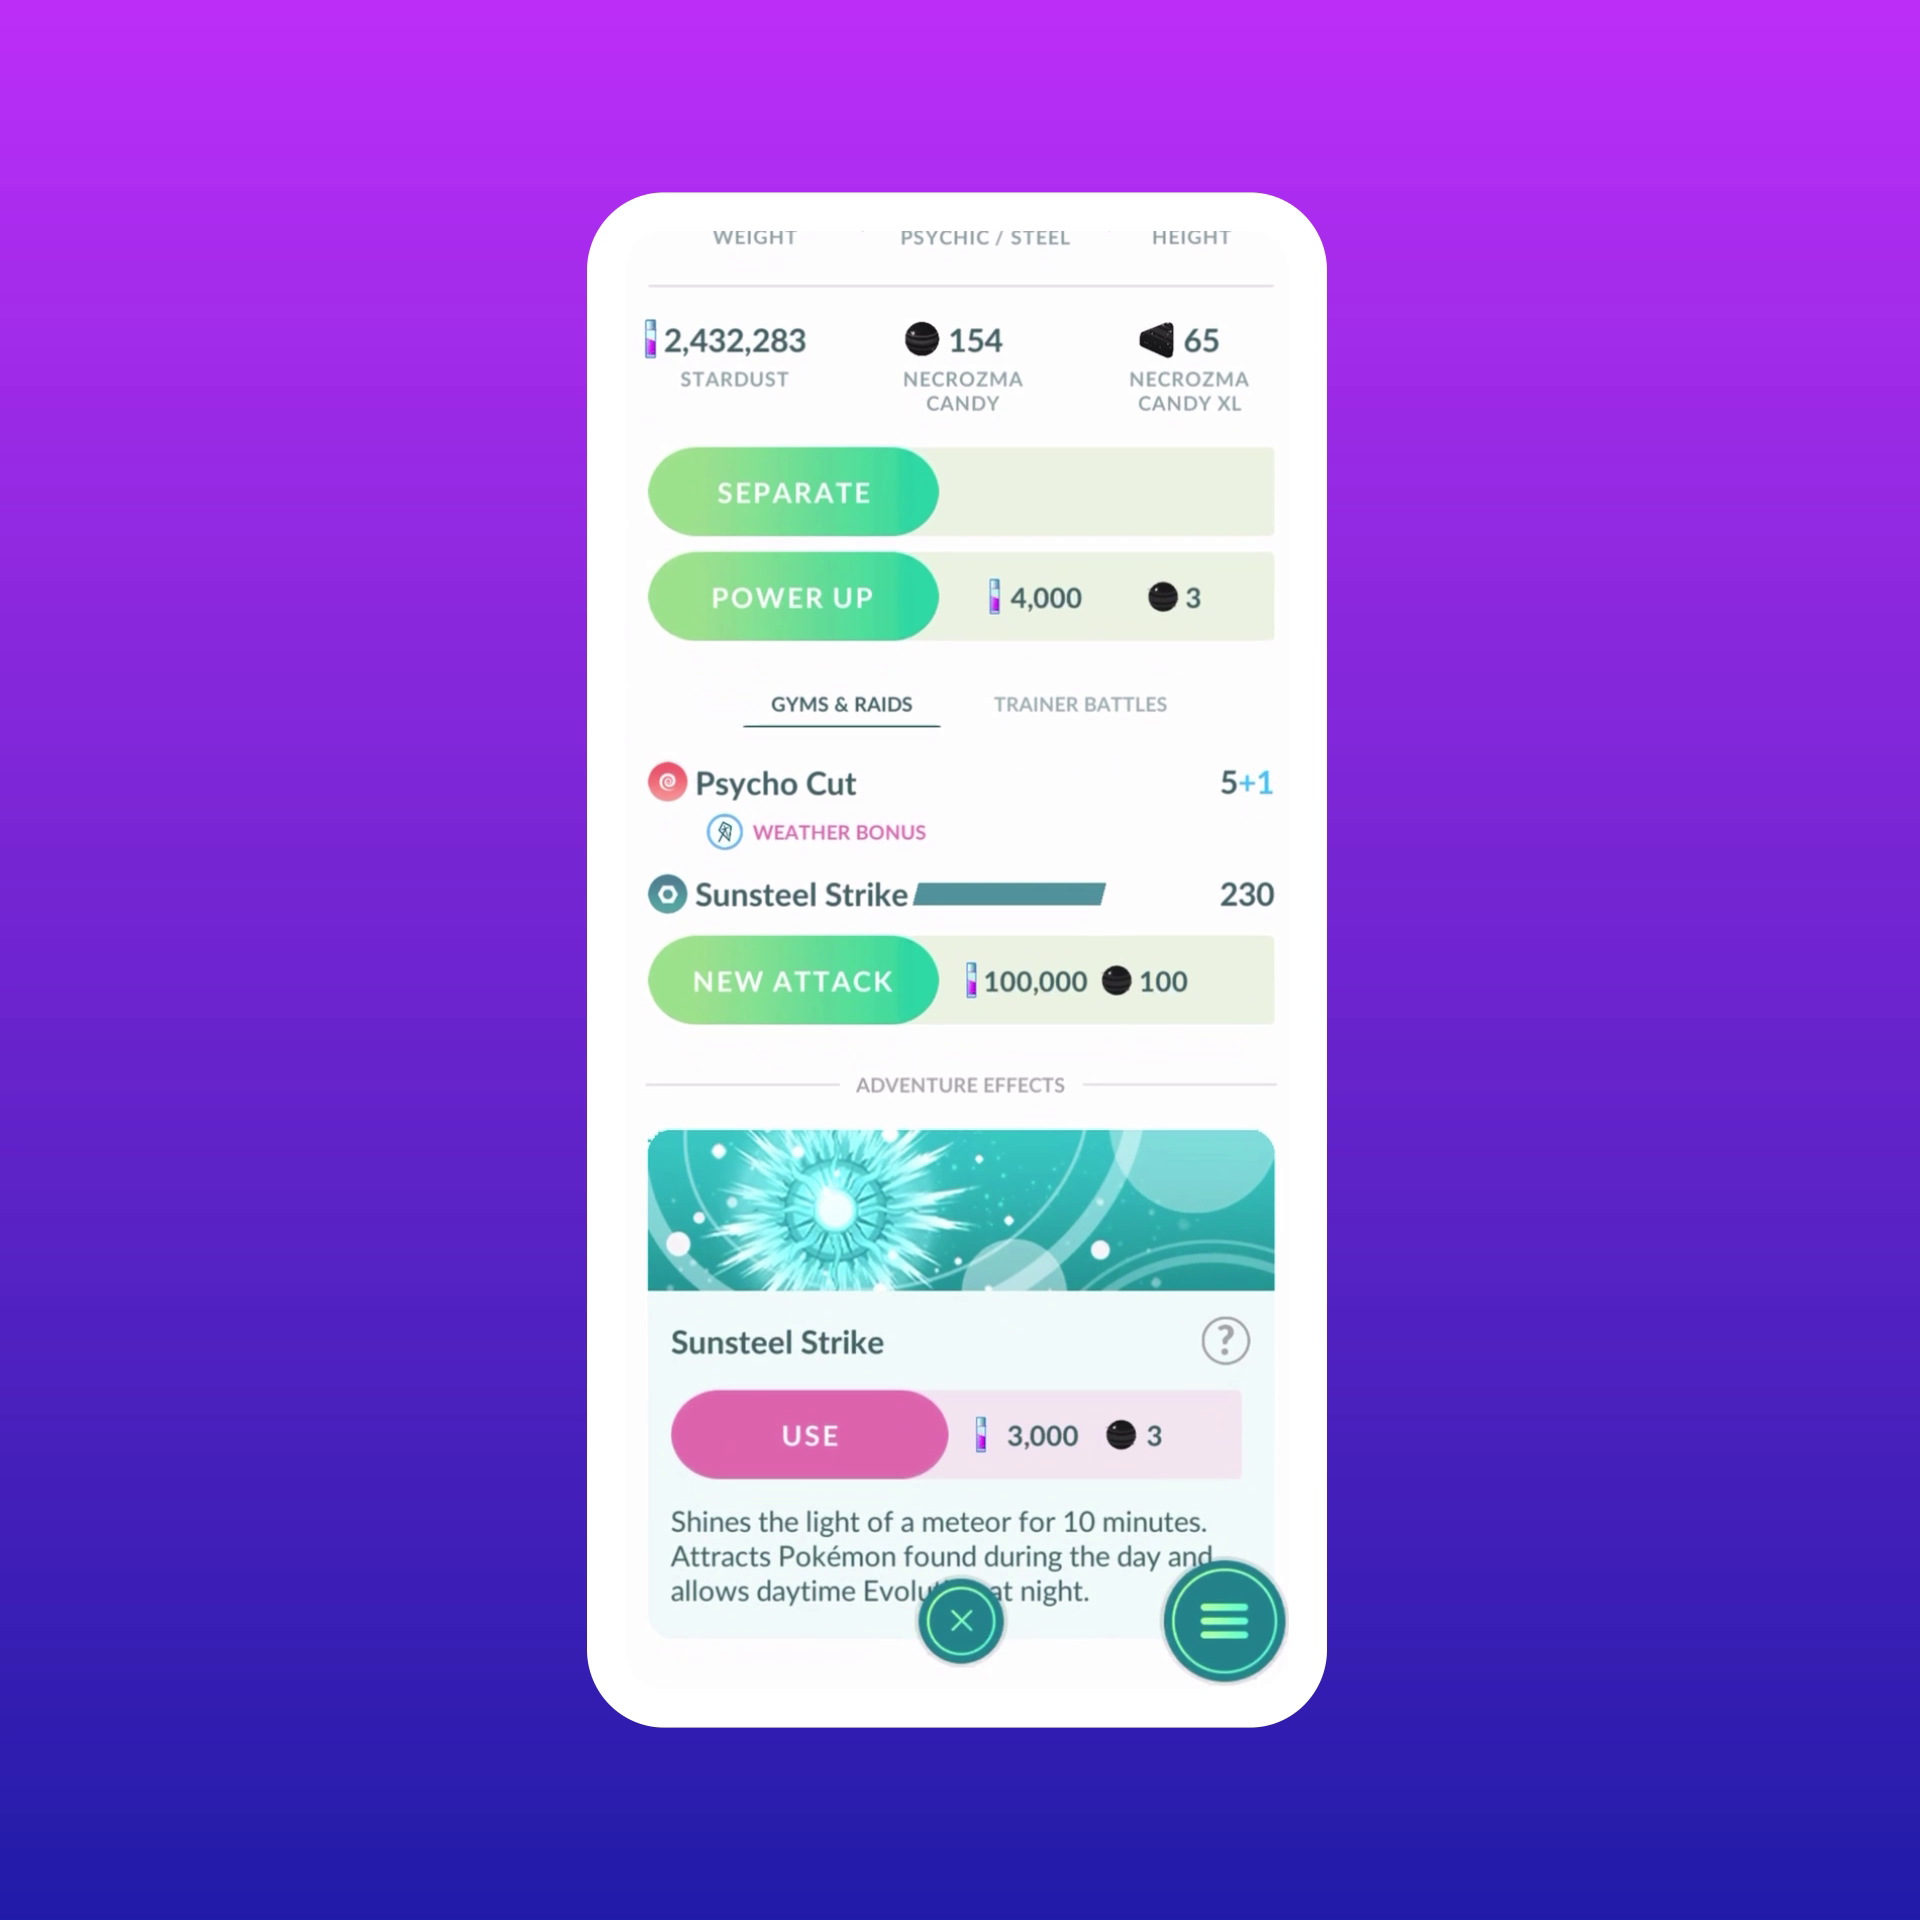 WEIGHT PSYCHIC / STEEL HEIGHT
2,432,283 154 65
STARDUST NECROZMA CANDY NECROZMA CANDY XL
SEPARATE
POWER UP 4,000 3
GYMS & RAIDS TRAINER BATTLES
Psycho Cut 5+1
WEATHER BONUS
Sunsteel Strike 230
NEW ATTACK 100,000 100
ADVENTURE EFFECTS
Sunsteel Strike ?
USE 3,000 3
Shines the light of a meteor for 10 minutes.
Attracts Pokémon found during the day and
allows daytime at night.